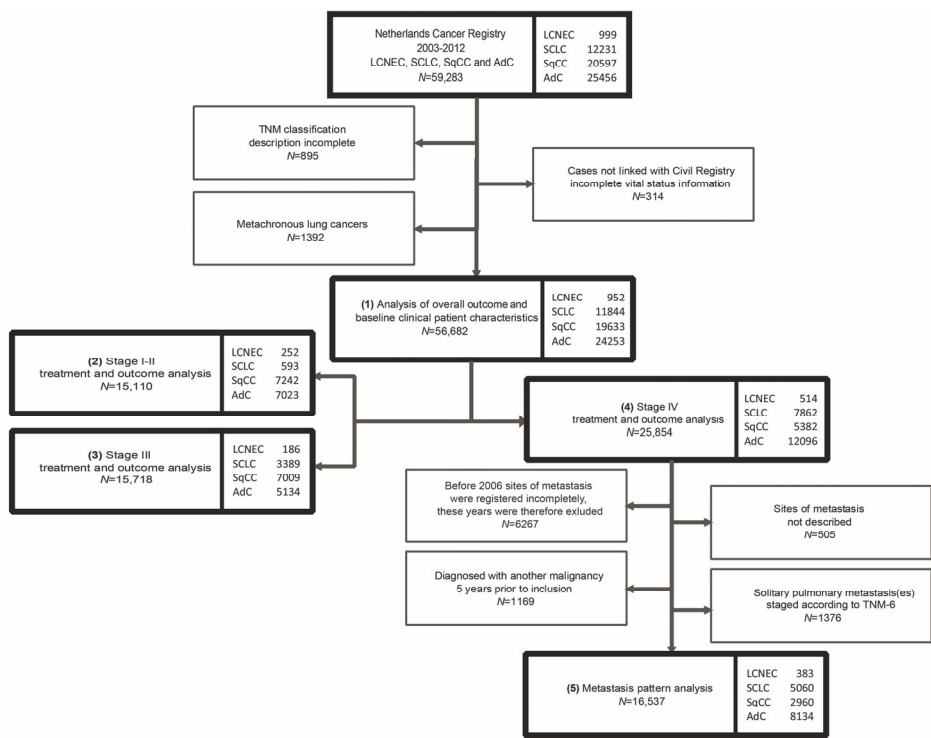 Netherlands Cancer Registry
2003-2012
LCNEC, SCLC, SqCC and AdC
N=59,283
LCNEC 999
SCLC 12231
SqCC 20597
AdC 25456
TNM classification
description incomplete
N=895
Cases not linked with Civil Registry
incomplete vital status information
N=314
Metachronous lung cancers
N=1392
(1) Analysis of overall outcome and
baseline clinical patient characteristics
N=56,682
LCNEC 952
SCLC 11844
SqCC 19633
AdC 24253
(2) Stage I-II
treatment and outcome analysis
N=15,110
LCNEC 252
SCLC 593
SqCC 7242
AdC 7023
(3) Stage III
treatment and outcome analysis
N=15,718
LCNEC 186
SCLC 3389
SqCC 7009
AdC 5134
(4) Stage IV
treatment and outcome analysis
N=25,854
LCNEC 514
SCLC 7862
SqCC 5382
AdC 12096
Before 2006 sites of metastasis
were registered incompletely,
these years were therefore exluded
N=6267
Sites of metastasis
not described
N=505
Diagnosed with another malignancy
5 years prior to inclusion
N=1169
Solitary pulmonary metastasis(es)
staged according to TNM-6
N=1376
(5) Metastasis pattern analysis
N=16,537
LCNEC 383
SCLC 5060
SqCC 2960
AdC 8134